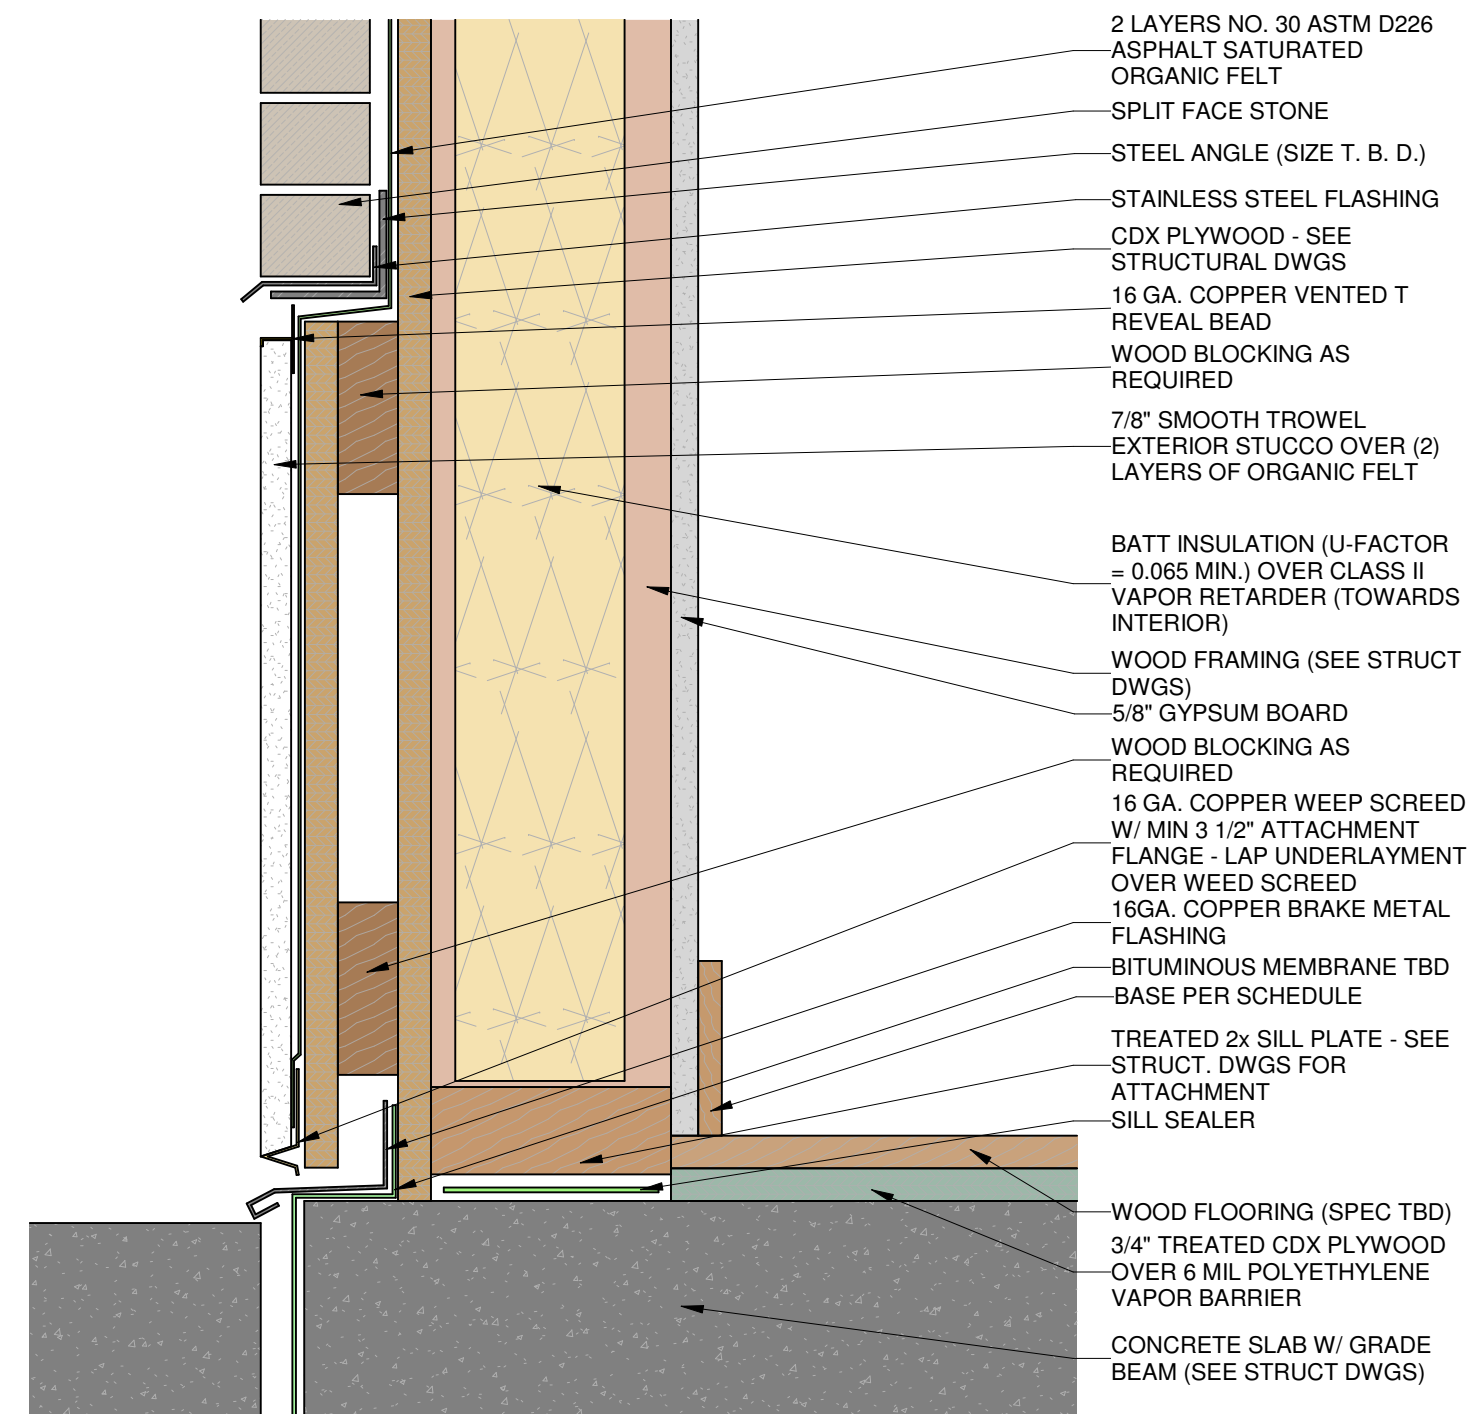 2 LAYERS NO. 30 ASTM D226
ASPHALT SATURATED
ORGANIC FELT
SPLIT FACE STONE
STEEL ANGLE (SIZE T. B. D.)
STAINLESS STEEL FLASHING
CDX PLYWOOD - SEE
STRUCTURAL DWGS
16 GA. COPPER VENTED T
REVEAL BEAD
WOOD BLOCKING AS
REQUIRED
7/8" SMOOTH TROWEL
EXTERIOR STUCCO OVER (2)
LAYERS OF ORGANIC FELT
BATT INSULATION (U-FACTOR
= 0.065 MIN.) OVER CLASS II
VAPOR RETARDER (TOWARDS
INTERIOR)
WOOD FRAMING (SEE STRUCT
DWGS)
5/8" GYPSUM BOARD
WOOD BLOCKING AS
REQUIRED
16 GA. COPPER WEEP SCREED
W/ MIN 3 1/2" ATTACHMENT
FLANGE - LAP UNDERLAYMENT
OVER WEED SCREED
16GA. COPPER BRAKE METAL
FLASHING
BITUMINOUS MEMBRANE TBD
BASE PER SCHEDULE
TREATED 2x SILL PLATE - SEE
STRUCT. DWGS FOR
ATTACHMENT
SILL SEALER
WOOD FLOORING (SPEC TBD)
3/4" TREATED CDX PLYWOOD
OVER 6 MIL POLYETHYLENE
VAPOR BARRIER
CONCRETE SLAB W/ GRADE
BEAM (SEE STRUCT DWGS)